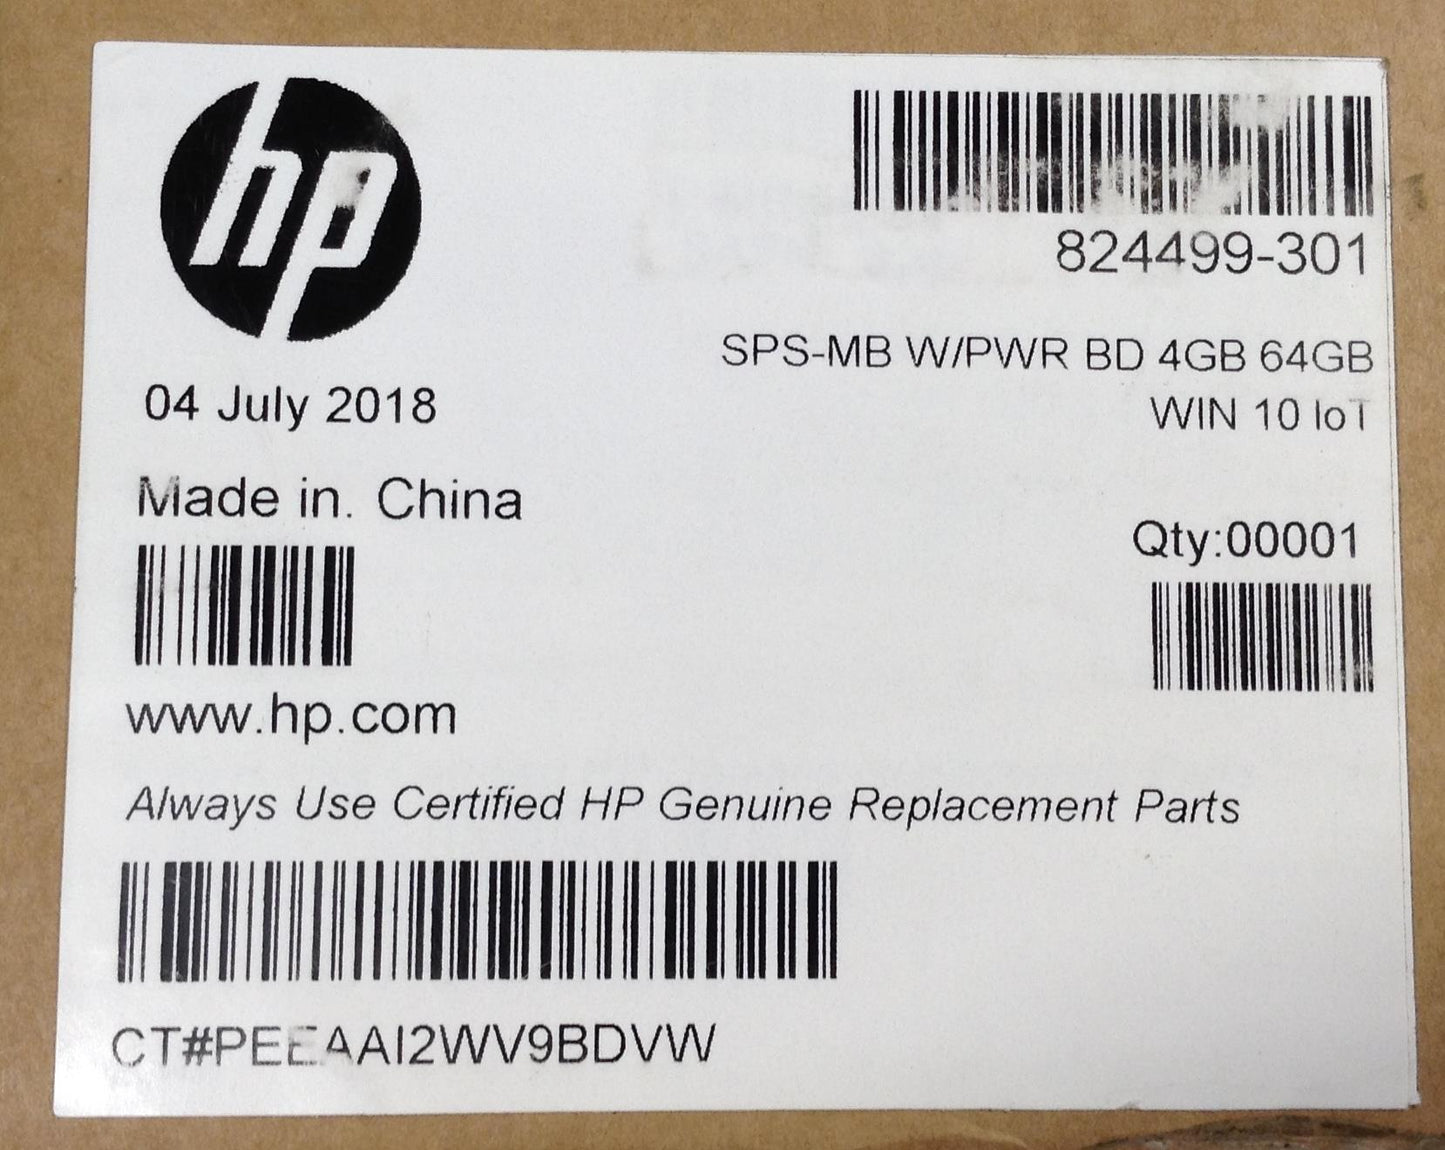 hp
824499-301
SPS-MB W/PWR BD 4GB 64GB
WIN 10 IoT
04 July 2018
Made in. China
Qty:00001
www.hp.com
Always Use Certified HP Genuine Replacement Parts
CT#PEEAAI2WV9BDVW